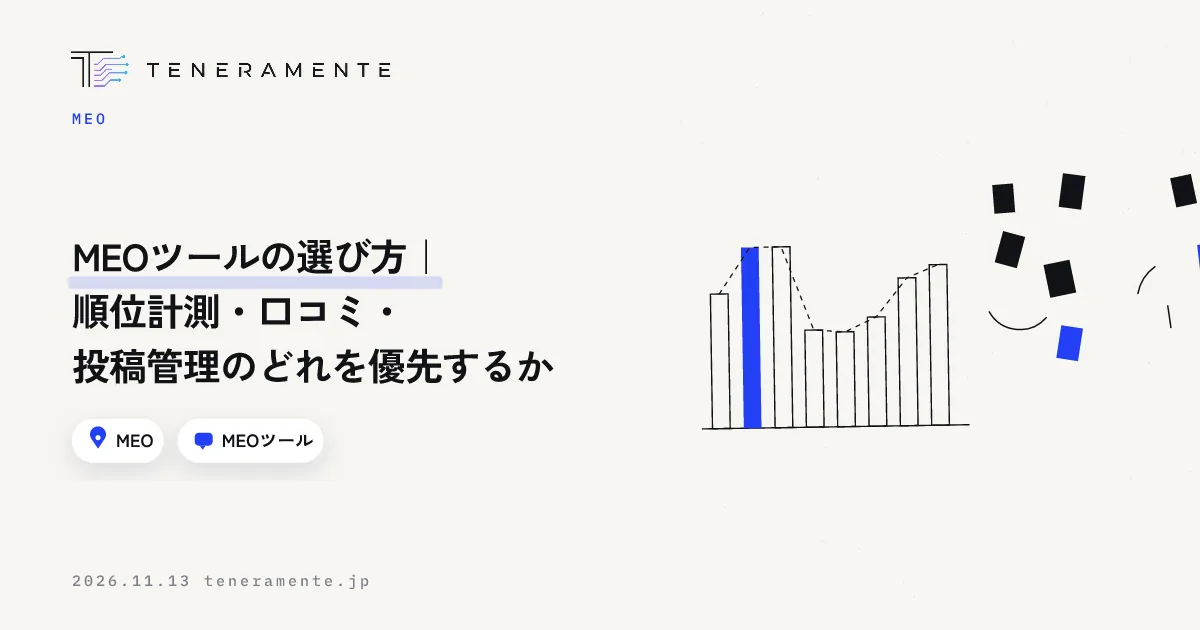 TENERAMENTE
MEO
MEOツールの選び方｜
順位計測・口コミ・
投稿管理のどれを優先するか
MEO
MEOツール
2026.11.13 teneramente.jp